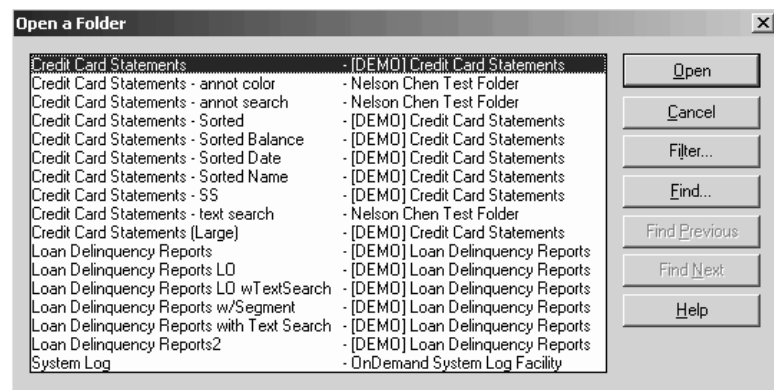 Open a Folder
Credit Card Statements - [DEMO] Credit Card Statements
Credit Card Statements - annot color - Nelson Chen Test Folder
Credit Card Statements - annot search - Nelson Chen Test Folder
Credit Card Statements - Sorted - [DEMO] Credit Card Statements
Credit Card Statements - Sorted Balance - [DEMO] Credit Card Statements
Credit Card Statements - Sorted Date - [DEMO] Credit Card Statements
Credit Card Statements - Sorted Name - [DEMO] Credit Card Statements
Credit Card Statements - SS - [DEMO] Credit Card Statements
Credit Card Statements - text search - Nelson Chen Test Folder
Credit Card Statements (Large) - [DEMO] Credit Card Statements
Loan Delinquency Reports - [DEMO] Loan Delinquency Reports
Loan Delinquency Reports LO - [DEMO] Loan Delinquency Reports
Loan Delinquency Reports LO wTextSearch - [DEMO] Loan Delinquency Reports
Loan Delinquency Reports w/Segment - [DEMO] Loan Delinquency Reports
Loan Delinquency Reports with Text Search - [DEMO] Loan Delinquency Reports
Loan Delinquency Reports2 - [DEMO] Loan Delinquency Reports
System Log - OnDemand System Log Facility
Open
Cancel
Filter...
Find...
Find Previous
Find Next
Help